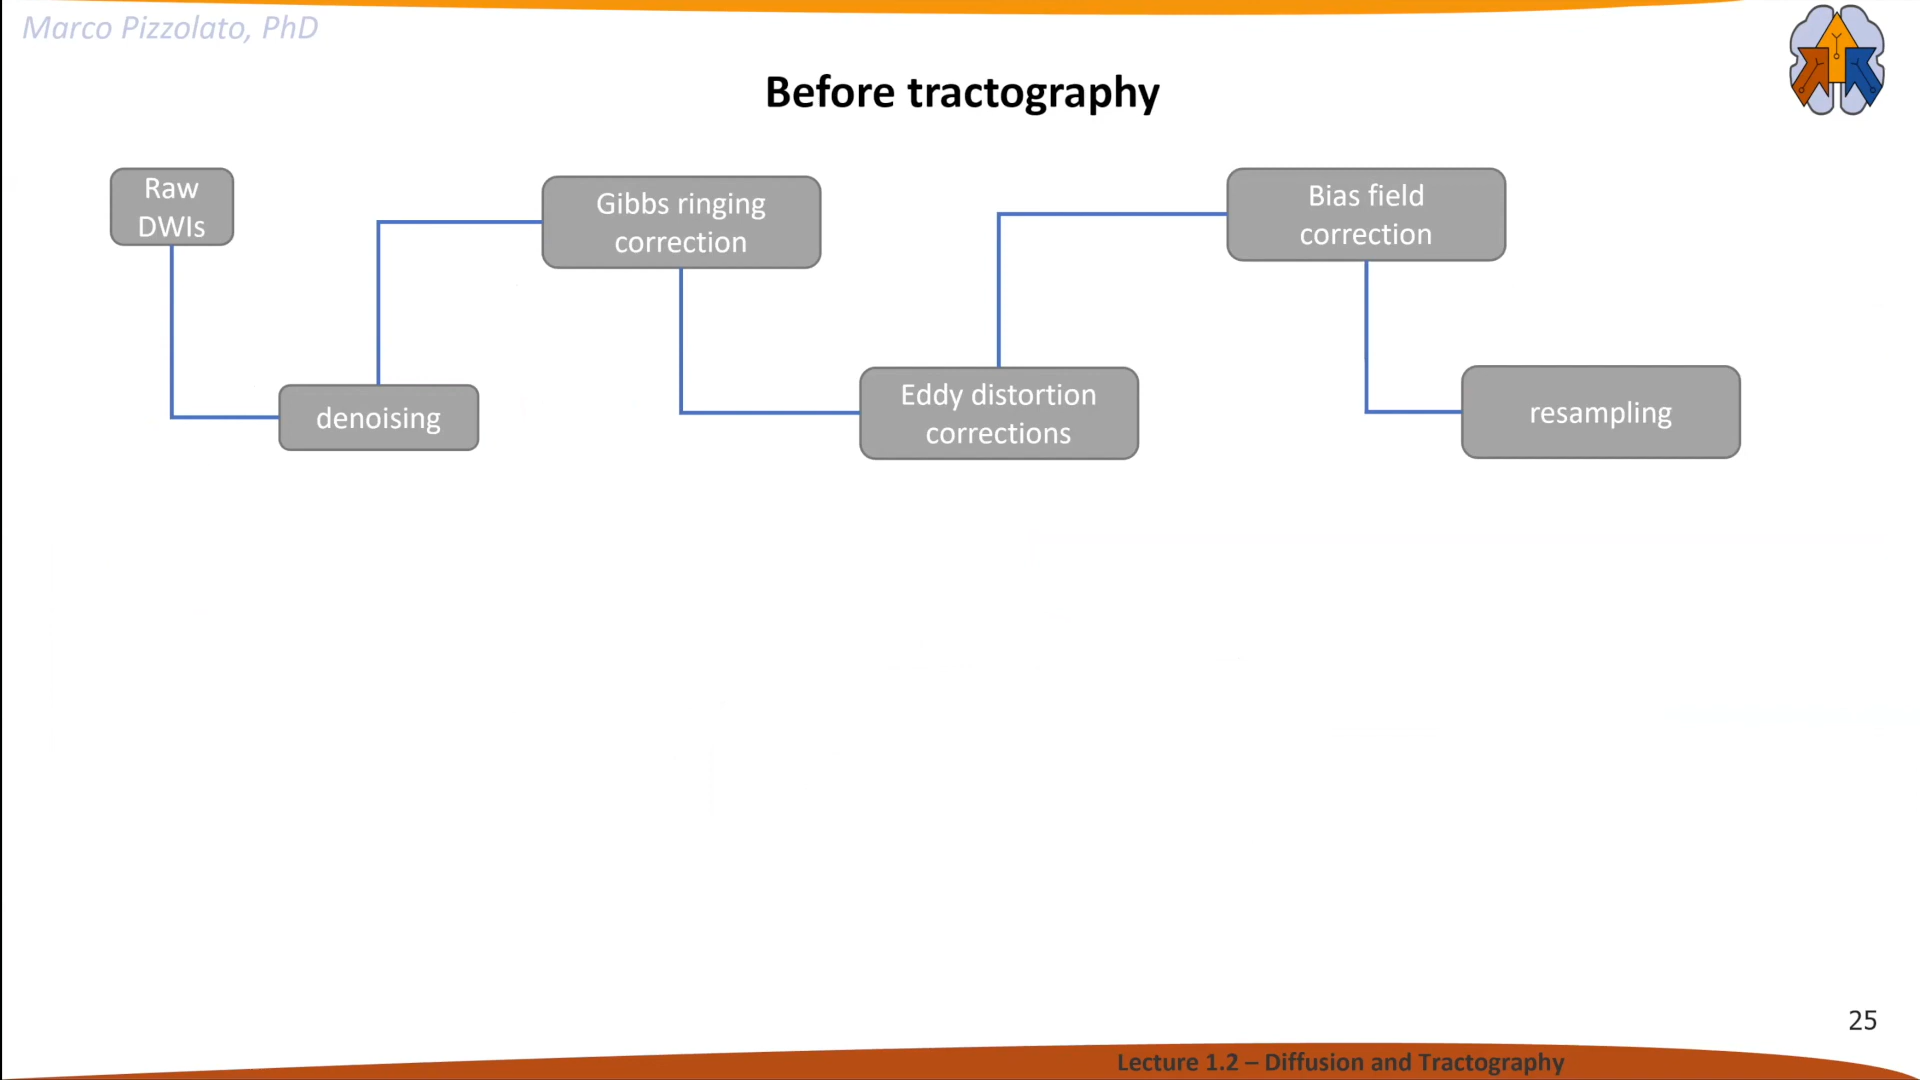 Marco Pizzolato, PhD
Before tractography
Raw
DWIs
denoising
Gibbs ringing
correction
Eddy distortion
corrections
Bias field
correction
resampling
25
Lecture 1.2 – Diffusion and Tractography